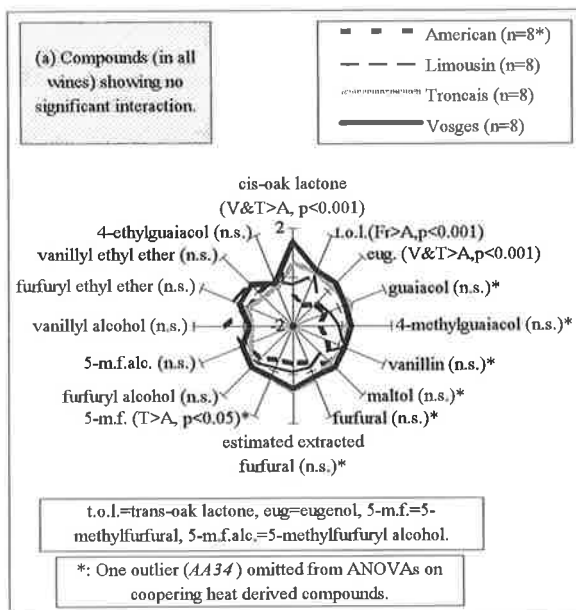 (a) Compounds (in all
wines) showing no
significant interaction.
American (n=8*)
Limousin (n=8)
Troncais (n=8)
Vosges (n=8)
cis-oak lactone
(V&T>A, p<0.001)
2
4-ethylguaiacol (n.s.)
t.o.l.(Fr>A,p<0.001)
vanillyl ethyl ether (n.s.)
eug. (V&T>A, p<0.001)
furfuryl ethyl ether (n.s.)
guaiacol (n.s.)*
vanillyl alcohol (n.s.)
-2
4-methylguaiacol (n.s.)*
5-m.f.alc. (n.s.)
vanillin (n.s.)*
furfuryl alcohol (n.s.)
maltol (n.s.)*
5-m.f. (T>A, p<0.05)*
furfural (n.s.)*
estimated extracted
furfural (n.s.)*
t.o.l.=trans-oak lactone, eug=eugenol, 5-m.f.=5-
methylfurfural, 5-m.f.alc.=5-methylfurfuryl alcohol.
*: One outlier (AA34) omitted from ANOVAs on
coopering heat derived compounds.